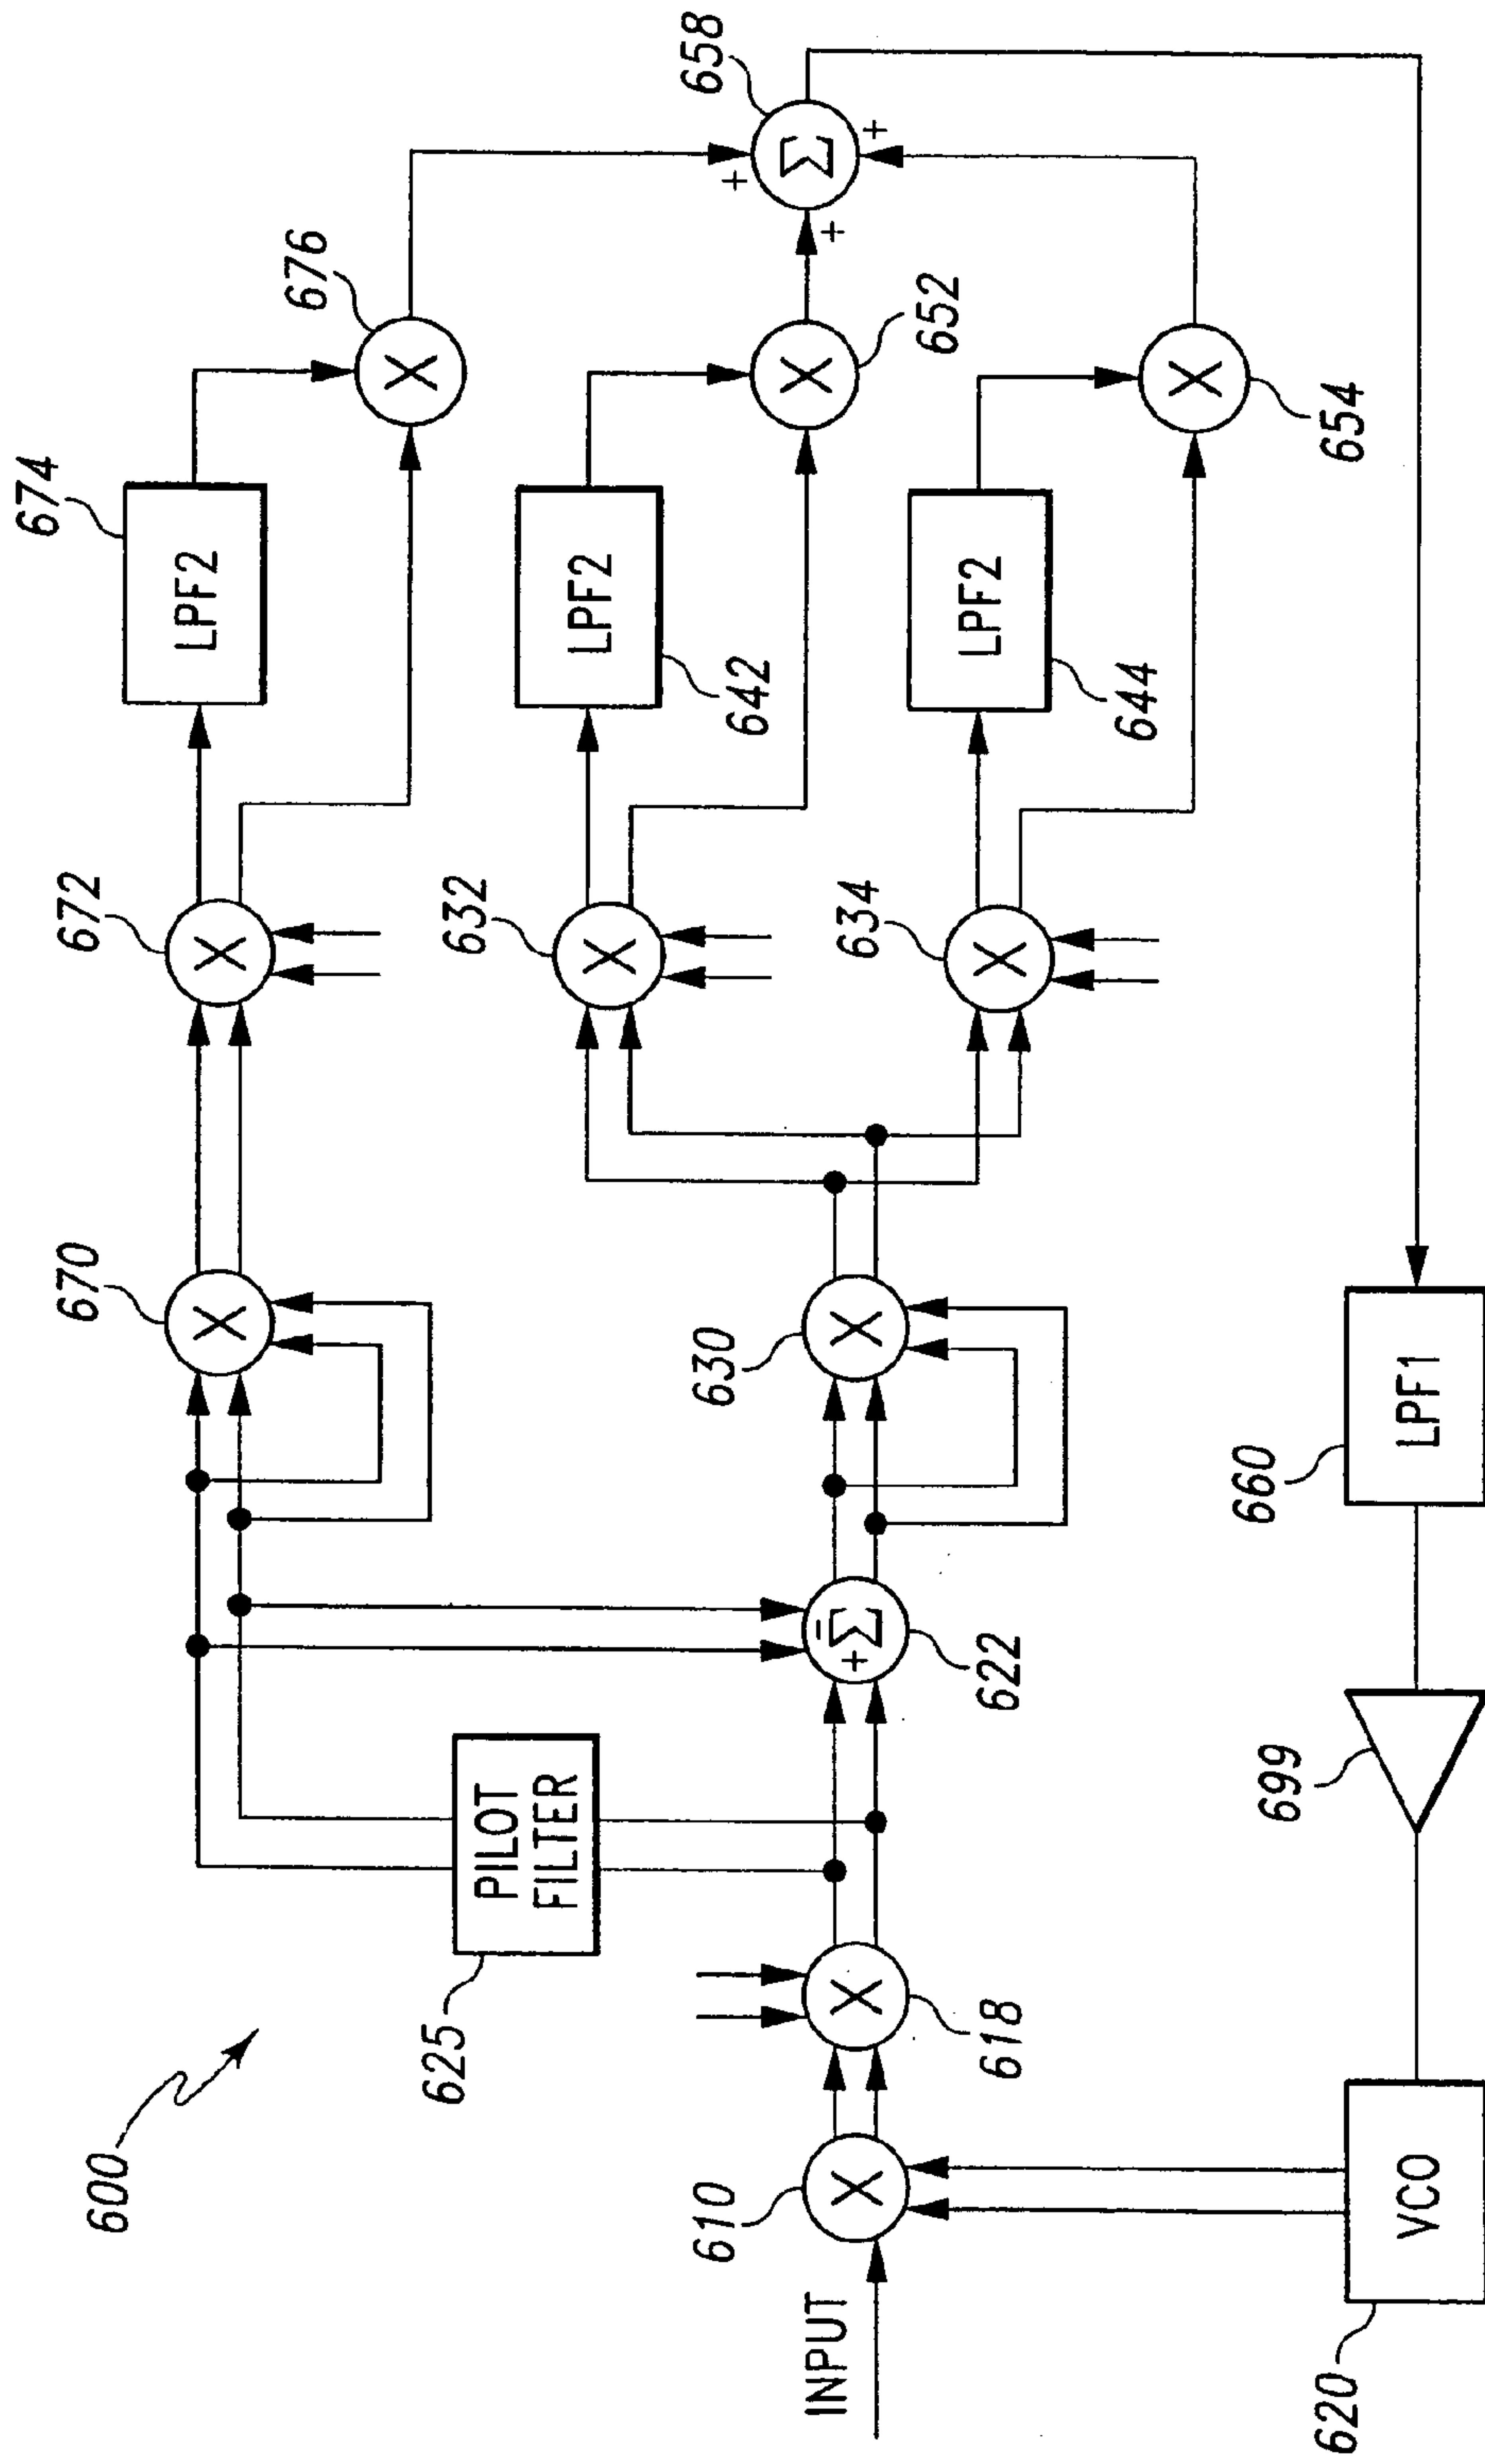 600
INPUT
610
X
618
X
625
PILOT
FILTER
622
+ Σ
−
630
X
670
X
672
X
632
X
634
X
674
LPF2
642
LPF2
644
LPF2
676
X
652
X
654
X
658
Σ
+
+
+
660
LPF1
699
620
VCO